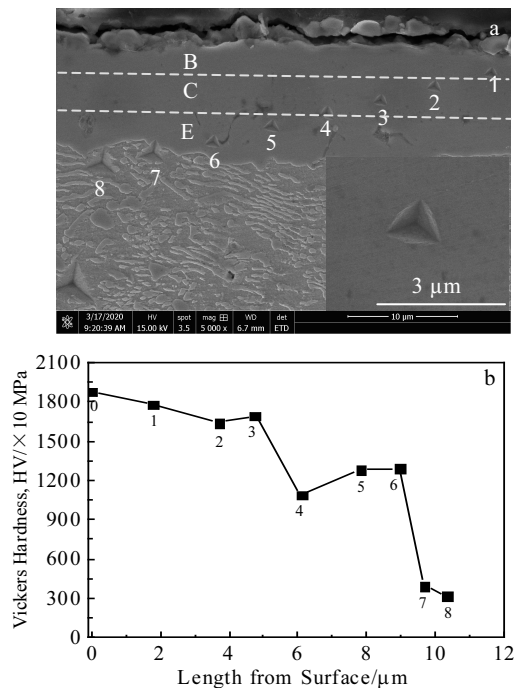 a
B
C
1
2
3
4
E
5
6
7
8
3 μm
3/17/2020 HV spot mag WD det
9:20:39 AM 15.00 kV 3.5 5 000 x 6.7 mm ETD
10 μm
b
Vickers Hardness, HV/×10 MPa
2100
1800
1500
1200
900
600
300
0
0
1
2
3
4
5
6
7
8
0 2 4 6 8 10 12
Length from Surface/μm